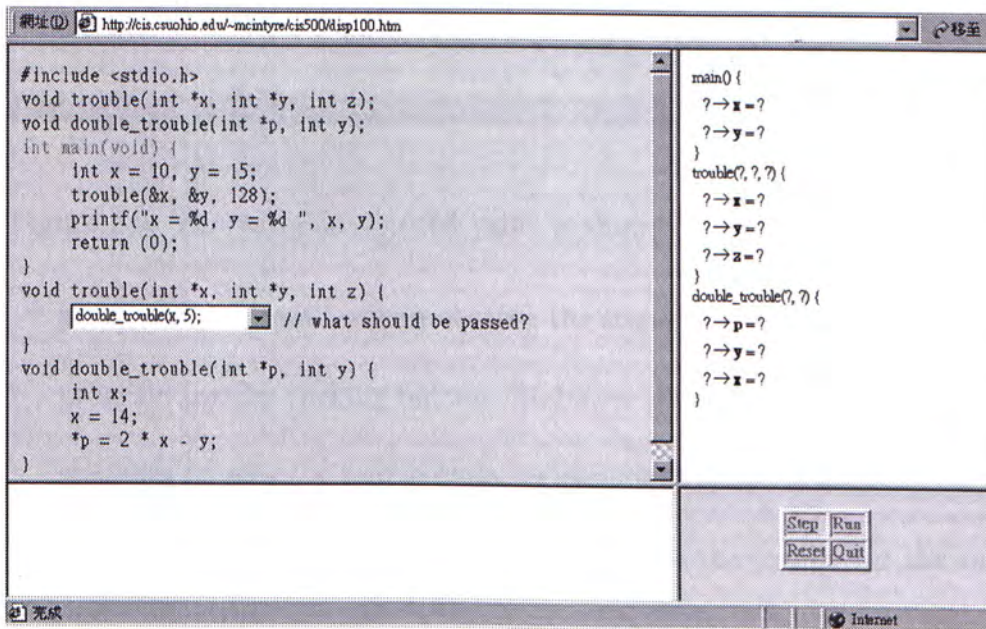 網址(D) http://cis.csuohio.edu/~mcintyre/cis500/disp100.htm 移至
#include <stdio.h>
void trouble(int *x, int *y, int z);
void double_trouble(int *p, int y);
int main(void) {
int x = 10, y = 15;
trouble(&x, &y, 128);
printf("x = %d, y = %d ", x, y);
return (0);
}
void trouble(int *x, int *y, int z) {
double_trouble(x, 5); // what should be passed?
}
void double_trouble(int *p, int y) {
int x;
x = 14;
*p = 2 * x - y;
}
main() {
?→x=?
?→y=?
}
trouble(?, ?, ?) {
?→x=?
?→y=?
?→z=?
}
double_trouble(?, ?) {
?→p=?
?→y=?
?→x=?
}
Step Run
Reset Quit
完成 Internet